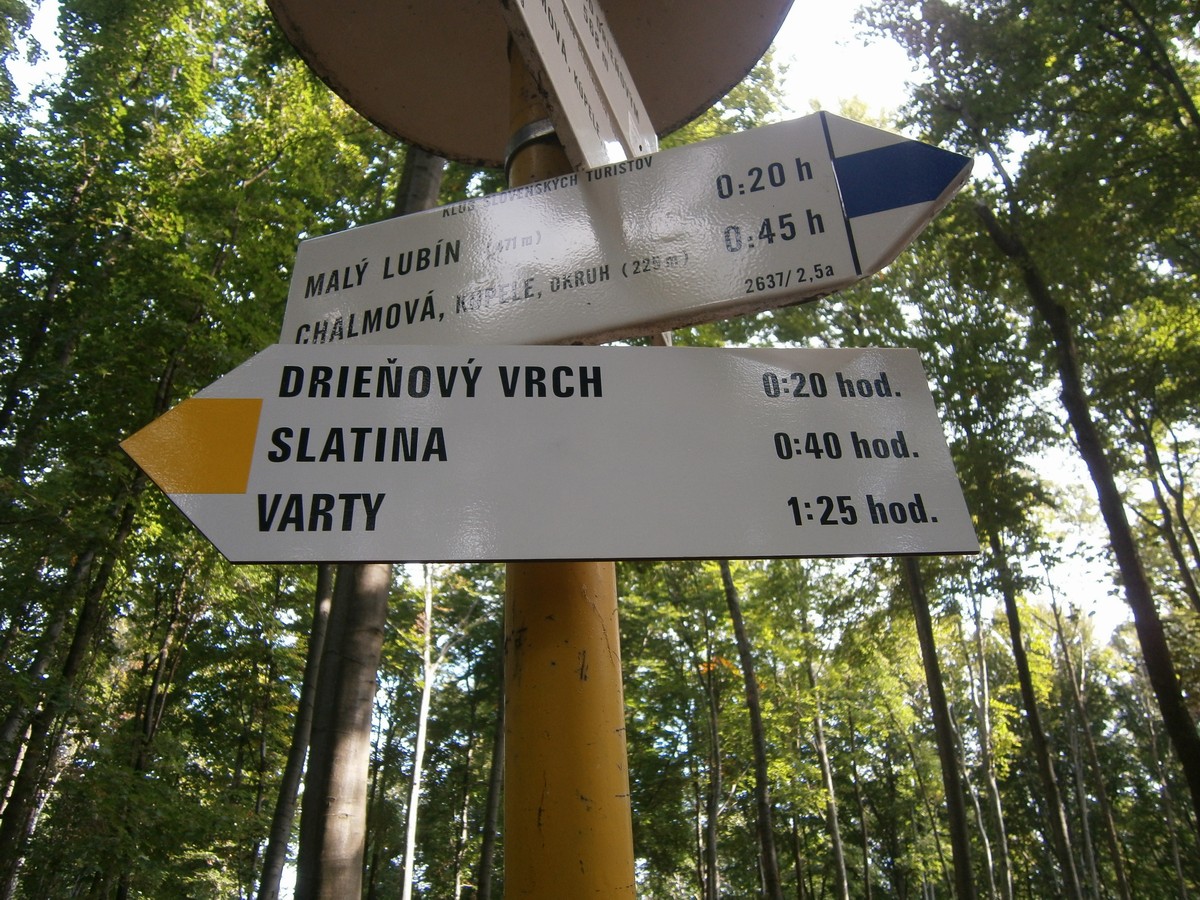 KLUB SLOVENSKÝCH TURISTOV
MALÝ LUBÍN (471 m) 0:20 h
CHALMOVÁ, KÚPELE, OKRUH (225 m) 0:45 h
2637/2,5a
DRIEŇOVÝ VRCH 0:20 hod.
SLATINA 0:40 hod.
VARTY 1:25 hod.